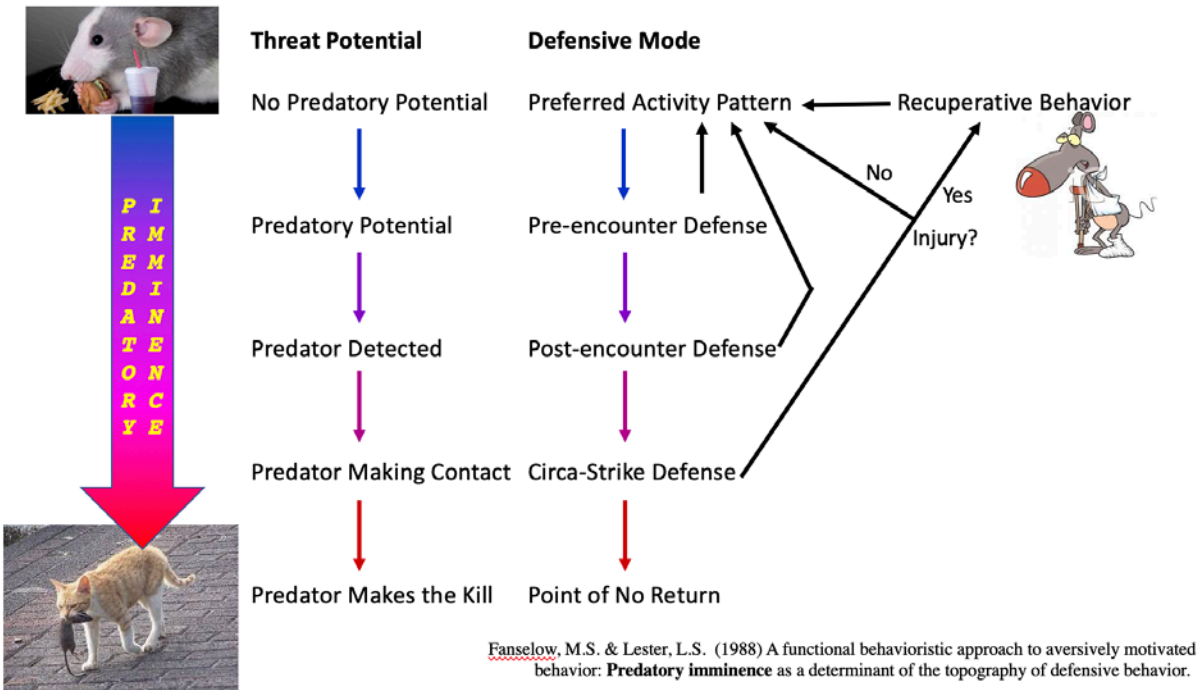 Threat Potential
Defensive Mode
No Predatory Potential
Preferred Activity Pattern
Recuperative Behavior
No
Yes
PREDATORY
IMMINENCE
Predatory Potential
Pre-encounter Defense
Injury?
Predator Detected
Post-encounter Defense
Predator Making Contact
Circa-Strike Defense
Predator Makes the Kill
Point of No Return
Fanselow, M.S. & Lester, L.S. (1988) A functional behavioristic approach to aversively motivated
behavior: Predatory imminence as a determinant of the topography of defensive behavior.